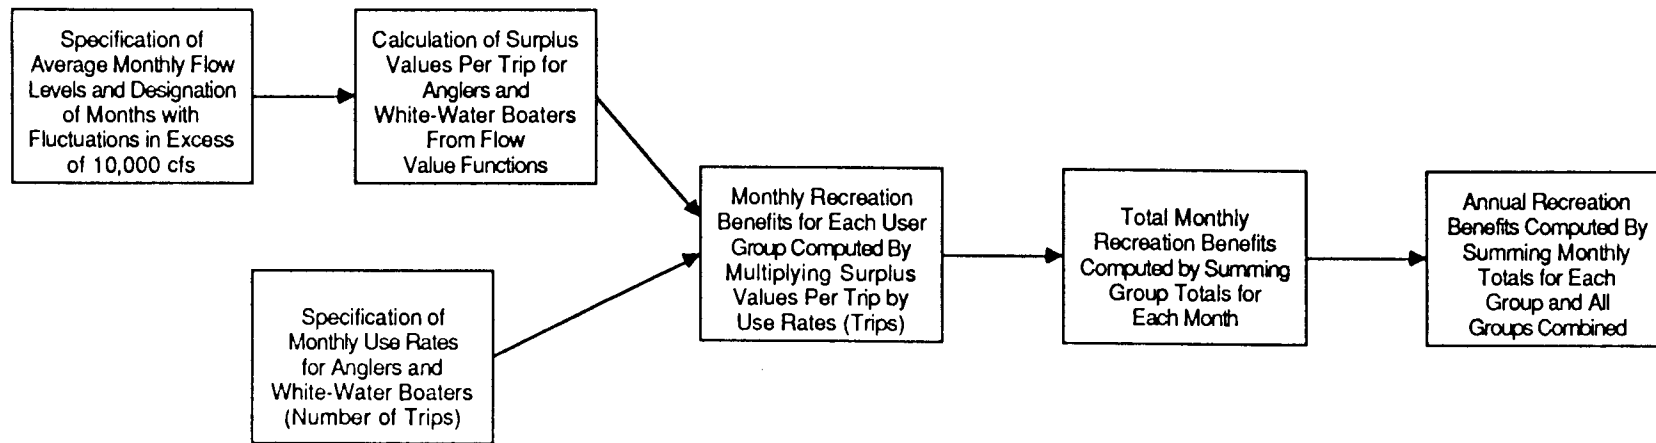 Specification of
Average Monthly Flow
Levels and Designation
of Months with
Fluctuations in Excess
of 10,000 cfs
Calculation of Surplus
Values Per Trip for
Anglers and
White-Water Boaters
From Flow
Value Functions
Specification of
Monthly Use Rates
for Anglers and
White-Water Boaters
(Number of Trips)
Monthly Recreation
Benefits for Each User
Group Computed By
Multiplying Surplus
Values Per Trip by
Use Rates (Trips)
Total Monthly
Recreation Benefits
Computed by Summing
Group Totals for
Each Month
Annual Recreation
Benefits Computed By
Summing Monthly
Totals for Each
Group and All
Groups Combined